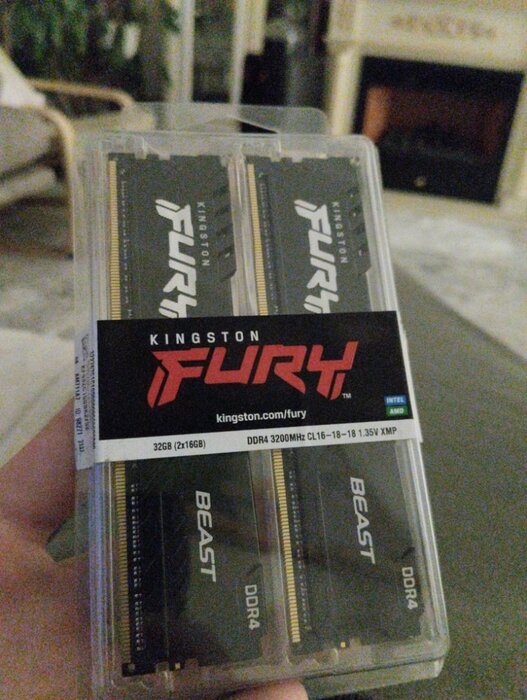 KINGSTON
FURY
KINGSTON
FURY
KINGSTON
FURY™
kingston.com/fury
INTEL
AMD
32GB (2x16GB)
DDR4 3200MHz CL16-18-18 1.35V XMP
BEAST
DDR4
BEAST
DDR4